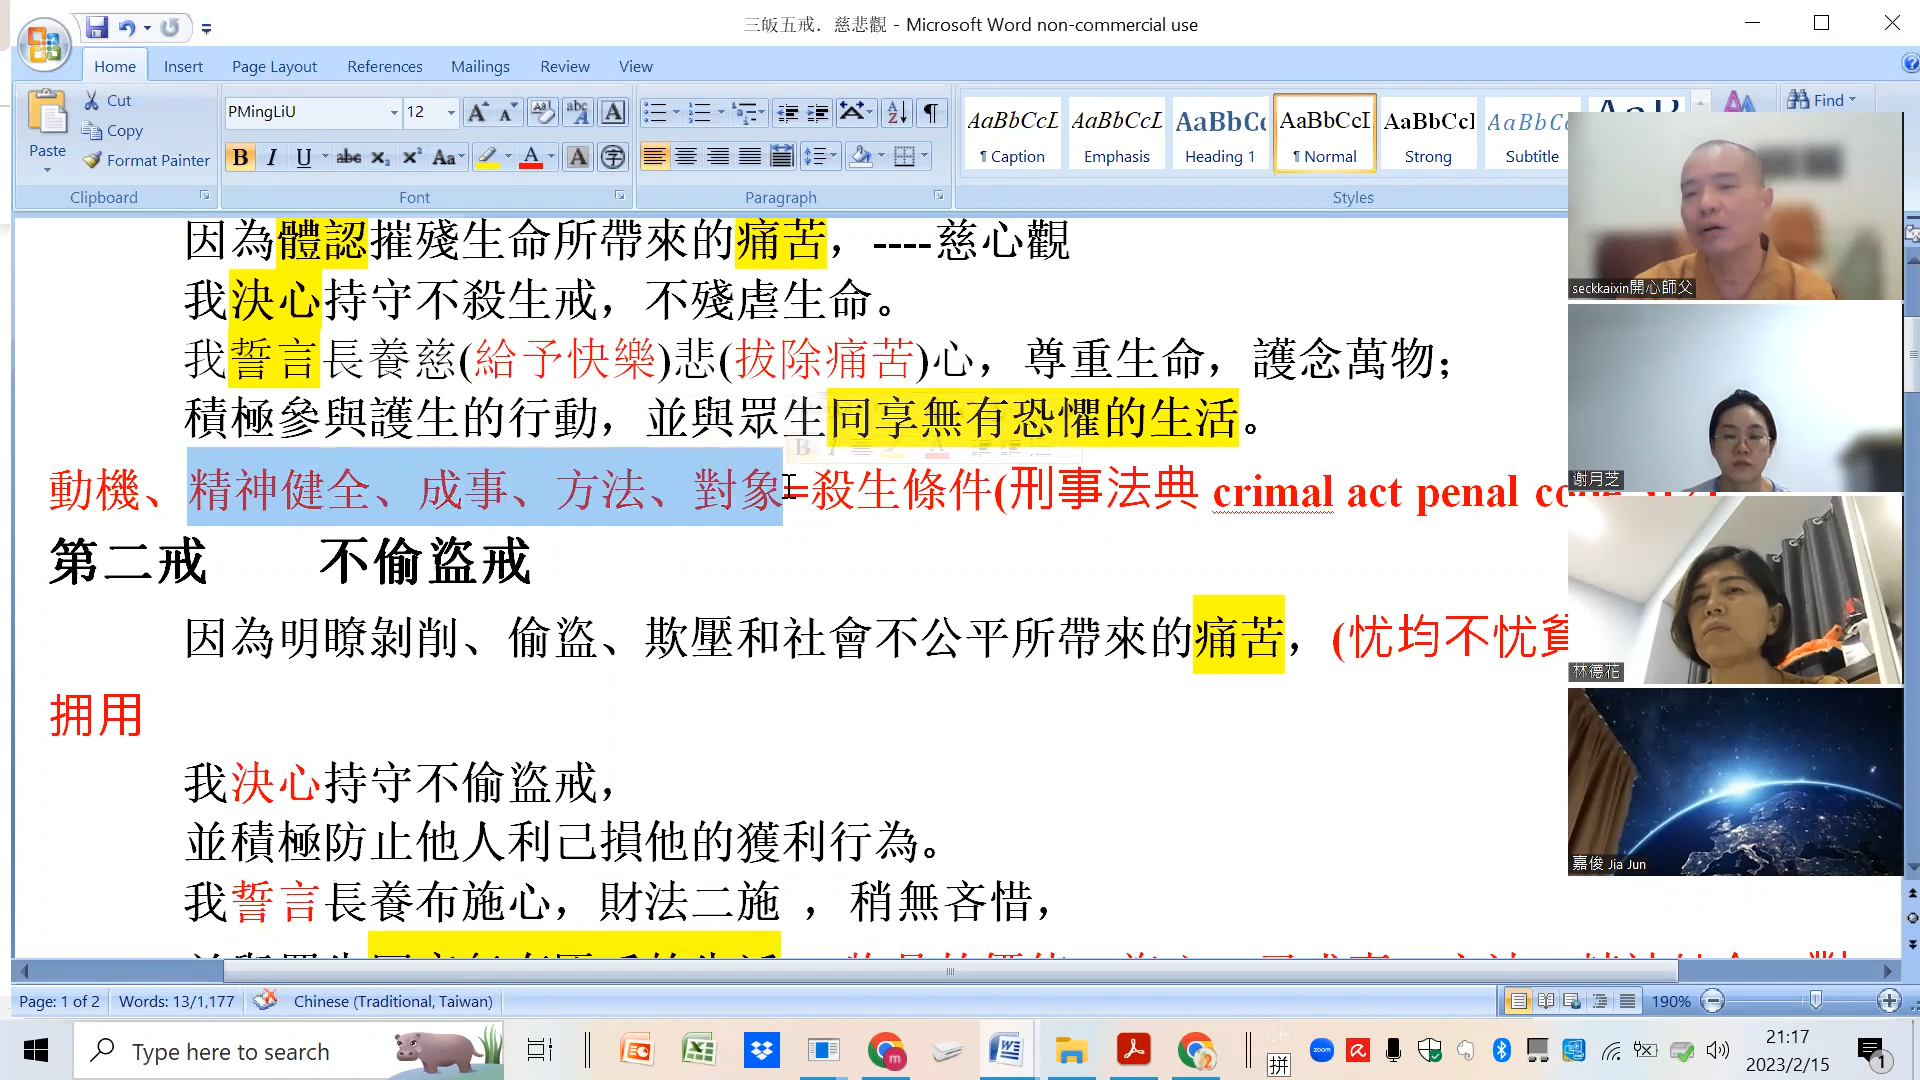 三皈五戒．慈悲觀 - Microsoft Word non-commercial use
Home Insert Page Layout References Mailings Review View
Paste
Cut
Copy
Format Painter
Clipboard
PMingLiU 12
Font
Paragraph
AaBbCcL AaBbCcL AaBbCc AaBbCcI AaBbCcI AaBbCc
¶ Caption Emphasis Heading 1 ¶ Normal Strong Subtitle
Styles
Find
因為體認摧殘生命所帶來的痛苦，----慈心觀
我決心持守不殺生戒，不殘虐生命。
我誓言長養慈(給予快樂)悲(拔除痛苦)心，尊重生命，護念萬物；
積極參與護生的行動，並與眾生同享無有恐懼的生活。
動機、精神健全、成事、方法、對象=殺生條件(刑事法典 crimal act penal
第二戒 不偷盜戒
因為明瞭剝削、偷盜、欺壓和社會不公平所帶來的痛苦，(忧均不忧貧
拥用
我決心持守不偷盜戒，
並積極防止他人利己損他的獲利行為。
我誓言長養布施心，財法二施 ，稍無吝惜，
seckkaixin開心師父
谢月芝
林德花
嘉俊 Jia Jun
Page: 1 of 2 Words: 13/1,177 Chinese (Traditional, Taiwan) 190%
Type here to search
zoom
拼
21:17
2023/2/15
1